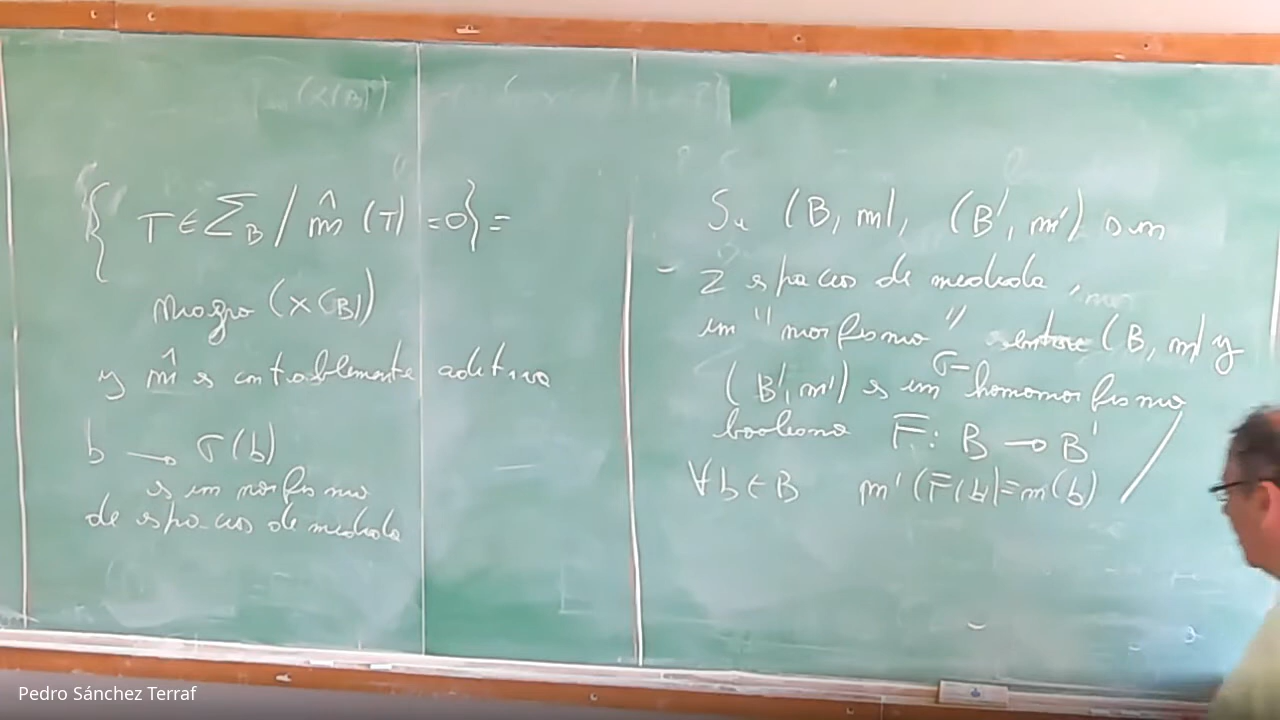 { T ∈ Σ_B / m̂ (T) = 0} =
magro (X(B))
y m̂ es contablemente aditiva
b → σ(b)
es un morfismo
de espacios de medida
Si (B, m), (B', m') son
2 espacios de medida,
un "morfismo" entre (B, m) y
(B', m') es un σ-homomorfismo
booleano F: B → B' /
∀b ∈ B m'(F(b))=m(b)
Pedro Sánchez Terraf